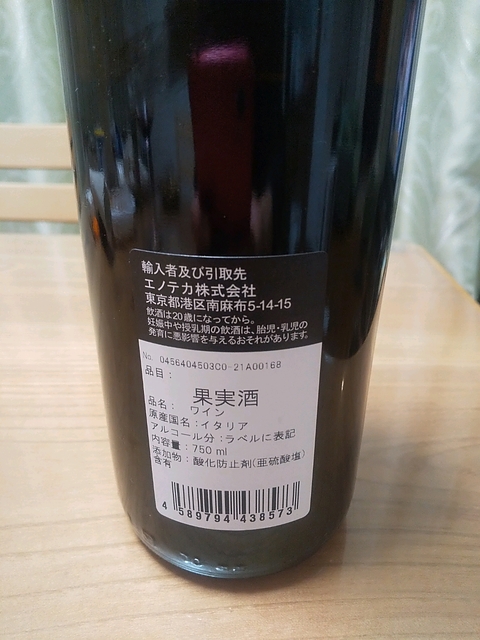 輸入者及び引取先
エノテカ株式会社
東京都港区南麻布5-14-15
飲酒は20歳になってから。
妊娠中や授乳期の飲酒は、胎児・乳児の
発育に悪影響を与えるおそれがあります。
No. 0456404503C0-21A00168
品目：
果実酒
品名： ワイン
原産国名：イタリア
アルコール分：ラベルに表記
内容量：750 ml
添加物：酸化防止剤(亜硫酸塩)
含有
4 589794 438573